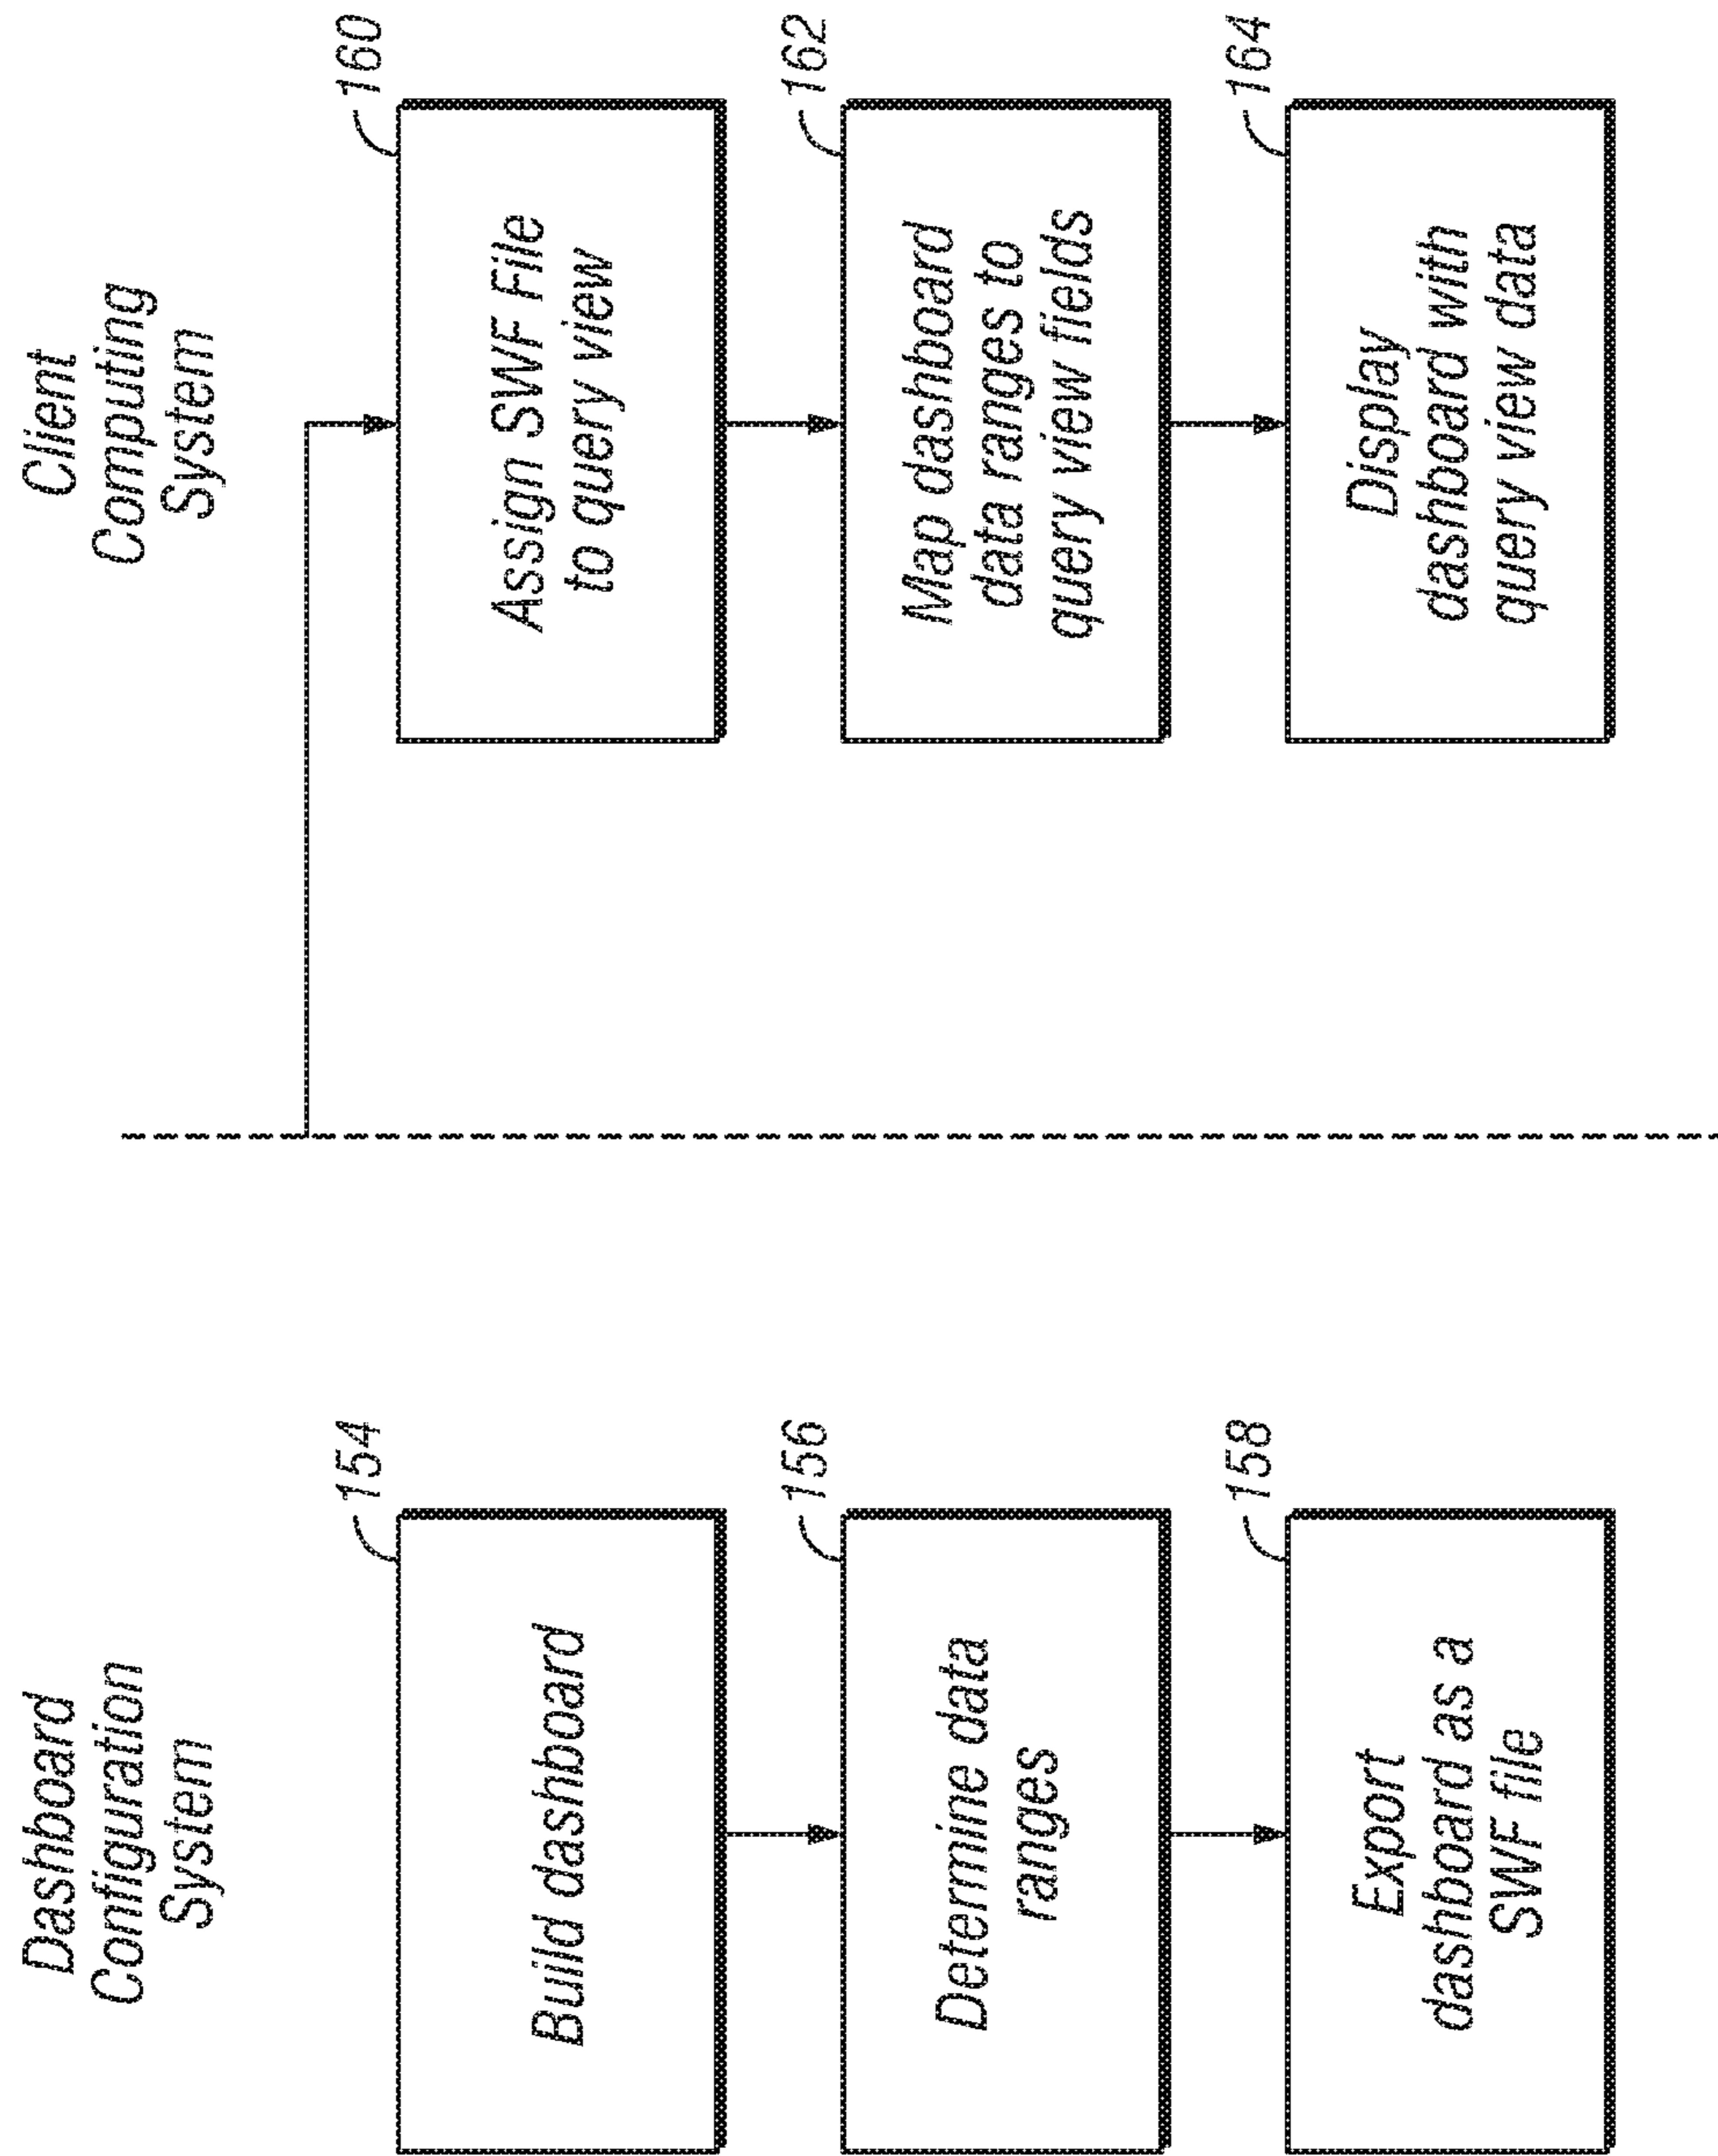 Dashboard
Configuration
System
154
Build dashboard
156
Determine data
ranges
158
Export
dashboard as a
SWF file
Client
Computing
System
160
Assign SWF File
to query view
162
Map dashboard
data ranges to
query view fields
164
Display
dashboard with
query view data